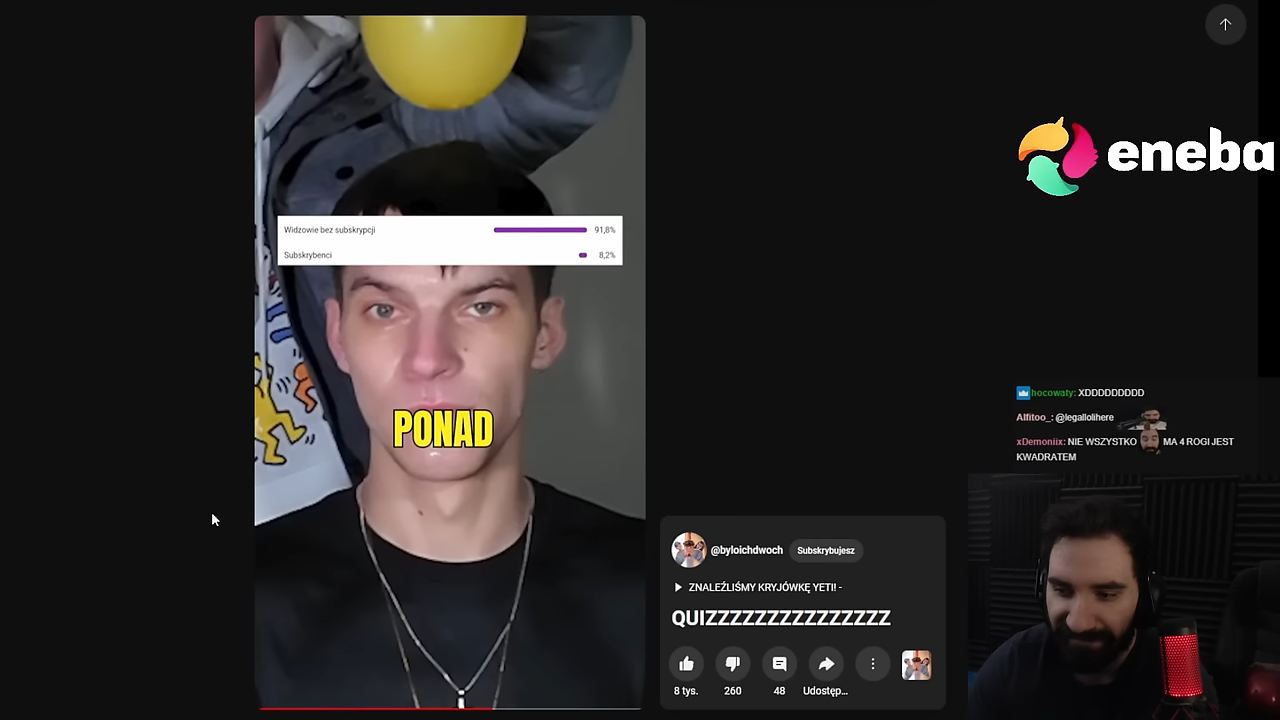 eneba
Widzowie bez subskrypcji 91,8%
Subskrybenci 8,2%
PONAD
hocowaty: XDDDDDDDDD
Alfitoo_: @legallolihere
xDemoniix: NIE WSZYSTKO MA 4 ROGI JEST
KWADRATEM
@byloichdwoch Subskrybujesz
ZNALEŹLIŚMY KRYJÓWKĘ YETI! -
QUIZZZZZZZZZZZZZZZ
8 tys. 260 48 Udostęp...